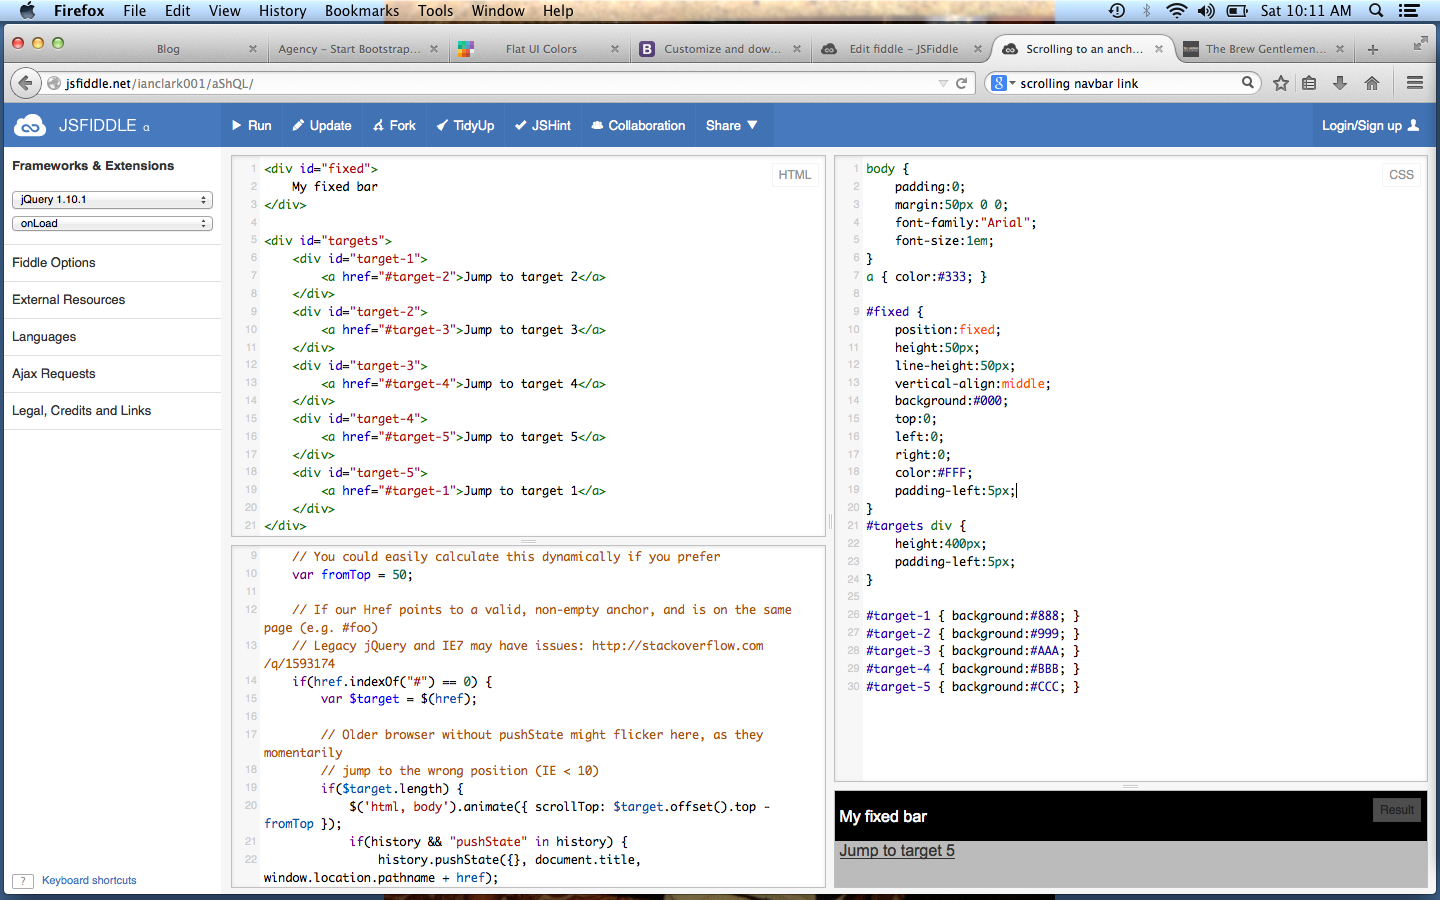 Firefox File Edit View History Bookmarks Tools Window Help Sat 10:11 AM
Blog Agency – Start Bootstrap... Flat UI Colors B Customize and dow... Edit fiddle – JSFiddle Scrolling to an anch... The Brew Gentlemen...
jsfiddle.net/ianclark001/aShQL/ 8 scrolling navbar link
JSFIDDLE α Run Update Fork TidyUp JSHint Collaboration Share Login/Sign up
Frameworks & Extensions
jQuery 1.10.1
onLoad
Fiddle Options
External Resources
Languages
Ajax Requests
Legal, Credits and Links
? Keyboard shortcuts
HTML
1 <div id="fixed">
2 My fixed bar
3 </div>
4
5 <div id="targets">
6 <div id="target-1">
7 <a href="#target-2">Jump to target 2</a>
8 </div>
9 <div id="target-2">
10 <a href="#target-3">Jump to target 3</a>
11 </div>
12 <div id="target-3">
13 <a href="#target-4">Jump to target 4</a>
14 </div>
15 <div id="target-4">
16 <a href="#target-5">Jump to target 5</a>
17 </div>
18 <div id="target-5">
19 <a href="#target-1">Jump to target 1</a>
20 </div>
21 </div>
9 // You could easily calculate this dynamically if you prefer
10 var fromTop = 50;
11
12 // If our Href points to a valid, non-empty anchor, and is on the same
page (e.g. #foo)
13 // Legacy jQuery and IE7 may have issues: http://stackoverflow.com
/q/1593174
14 if(href.indexOf("#") == 0) {
15 var $target = $(href);
16
17 // Older browser without pushState might flicker here, as they
momentarily
18 // jump to the wrong position (IE < 10)
19 if($target.length) {
20 $('html, body').animate({ scrollTop: $target.offset().top -
fromTop });
21 if(history && "pushState" in history) {
22 history.pushState({}, document.title,
window.location.pathname + href);
CSS
1 body {
2 padding:0;
3 margin:50px 0 0;
4 font-family:"Arial";
5 font-size:1em;
6 }
7 a { color:#333; }
8
9 #fixed {
10 position:fixed;
11 height:50px;
12 line-height:50px;
13 vertical-align:middle;
14 background:#000;
15 top:0;
16 left:0;
17 right:0;
18 color:#FFF;
19 padding-left:5px;
20 }
21 #targets div {
22 height:400px;
23 padding-left:5px;
24 }
25
26 #target-1 { background:#888; }
27 #target-2 { background:#999; }
28 #target-3 { background:#AAA; }
29 #target-4 { background:#BBB; }
30 #target-5 { background:#CCC; }
My fixed bar
Result
Jump to target 5